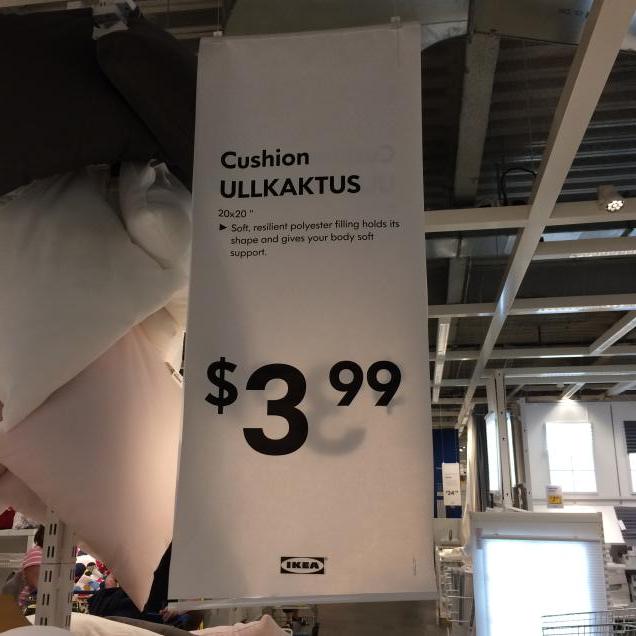 Cushion
ULLKAKTUS
20x20 "
► Soft, resilient polyester filling holds its
shape and gives your body soft
support.
$3 99
IKEA